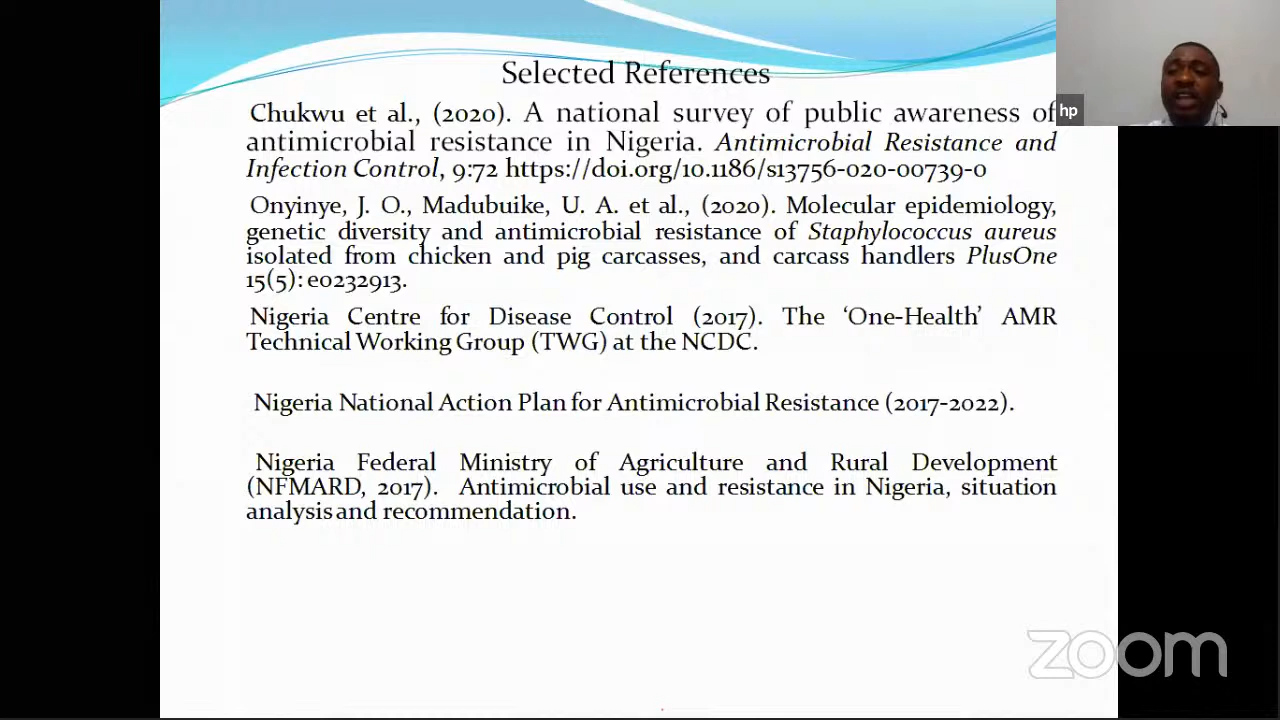 Selected References
hp
Chukwu et al., (2020). A national survey of public awareness of
antimicrobial resistance in Nigeria. Antimicrobial Resistance and
Infection Control, 9:72 https://doi.org/10.1186/s13756-020-00739-0
Onyinye, J. O., Madubuike, U. A. et al., (2020). Molecular epidemiology,
genetic diversity and antimicrobial resistance of Staphylococcus aureus
isolated from chicken and pig carcasses, and carcass handlers PlusOne
15(5): e0232913.
Nigeria Centre for Disease Control (2017). The ‘One-Health’ AMR
Technical Working Group (TWG) at the NCDC.
Nigeria National Action Plan for Antimicrobial Resistance (2017-2022).
Nigeria Federal Ministry of Agriculture and Rural Development
(NFMARD, 2017). Antimicrobial use and resistance in Nigeria, situation
analysis and recommendation.
zoom